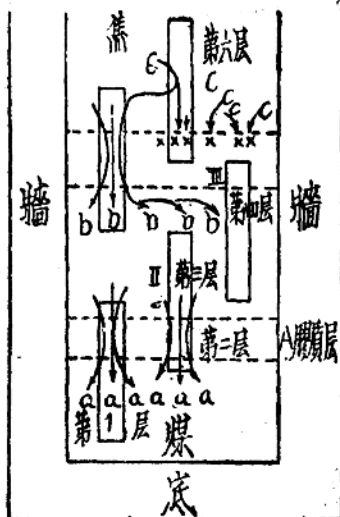 焦
第六层
C
C C C C
x x x x x x
III
墙 第四层 墙
b D D D D
II 第三层
第二层
a a a a a a
第 1 层
煤
底